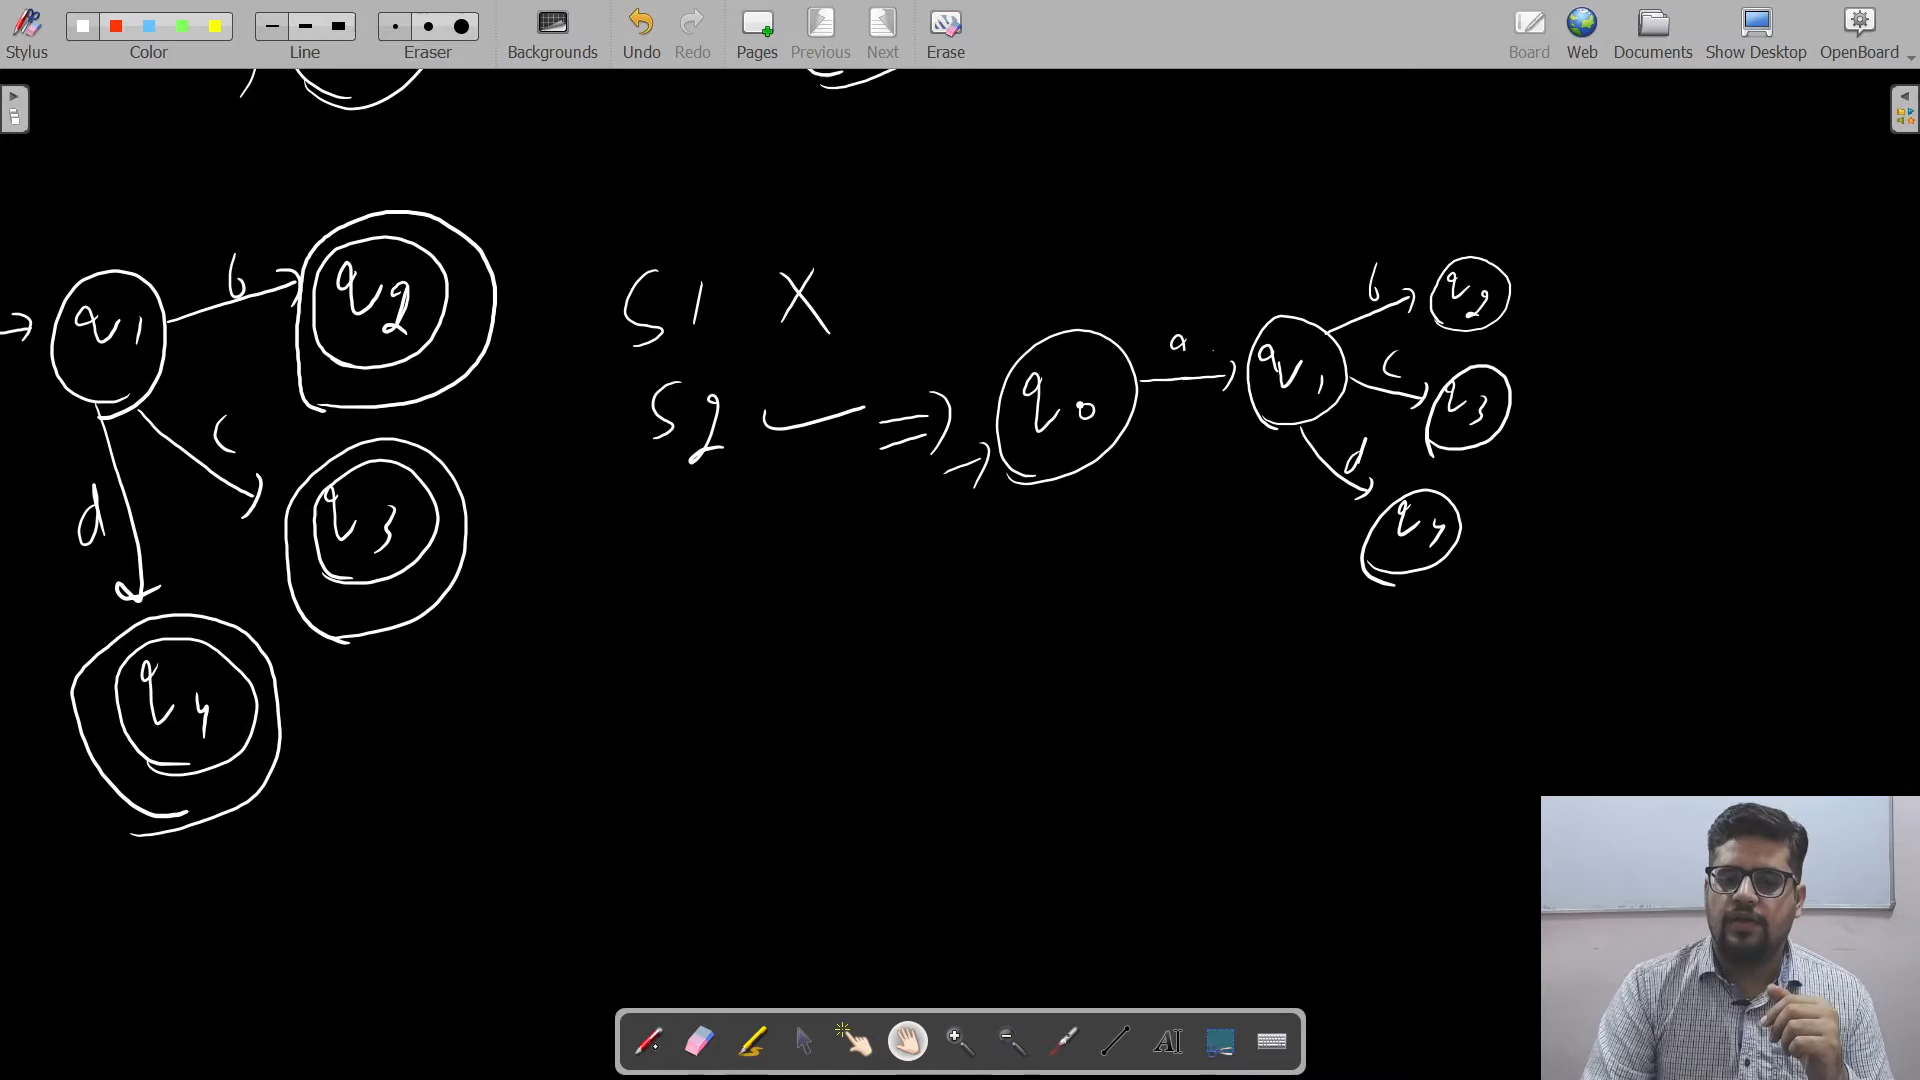 Stylus
Color
Line
Eraser
Backgrounds
Undo
Redo
Pages
Previous
Next
Erase
Board
Web
Documents
Show Desktop
OpenBoard
q1
b
q2
c
q3
d
q4
S1 X
S2 ✓ ⇒
q0
a
q1
b
q2
c
q3
d
q4
AI